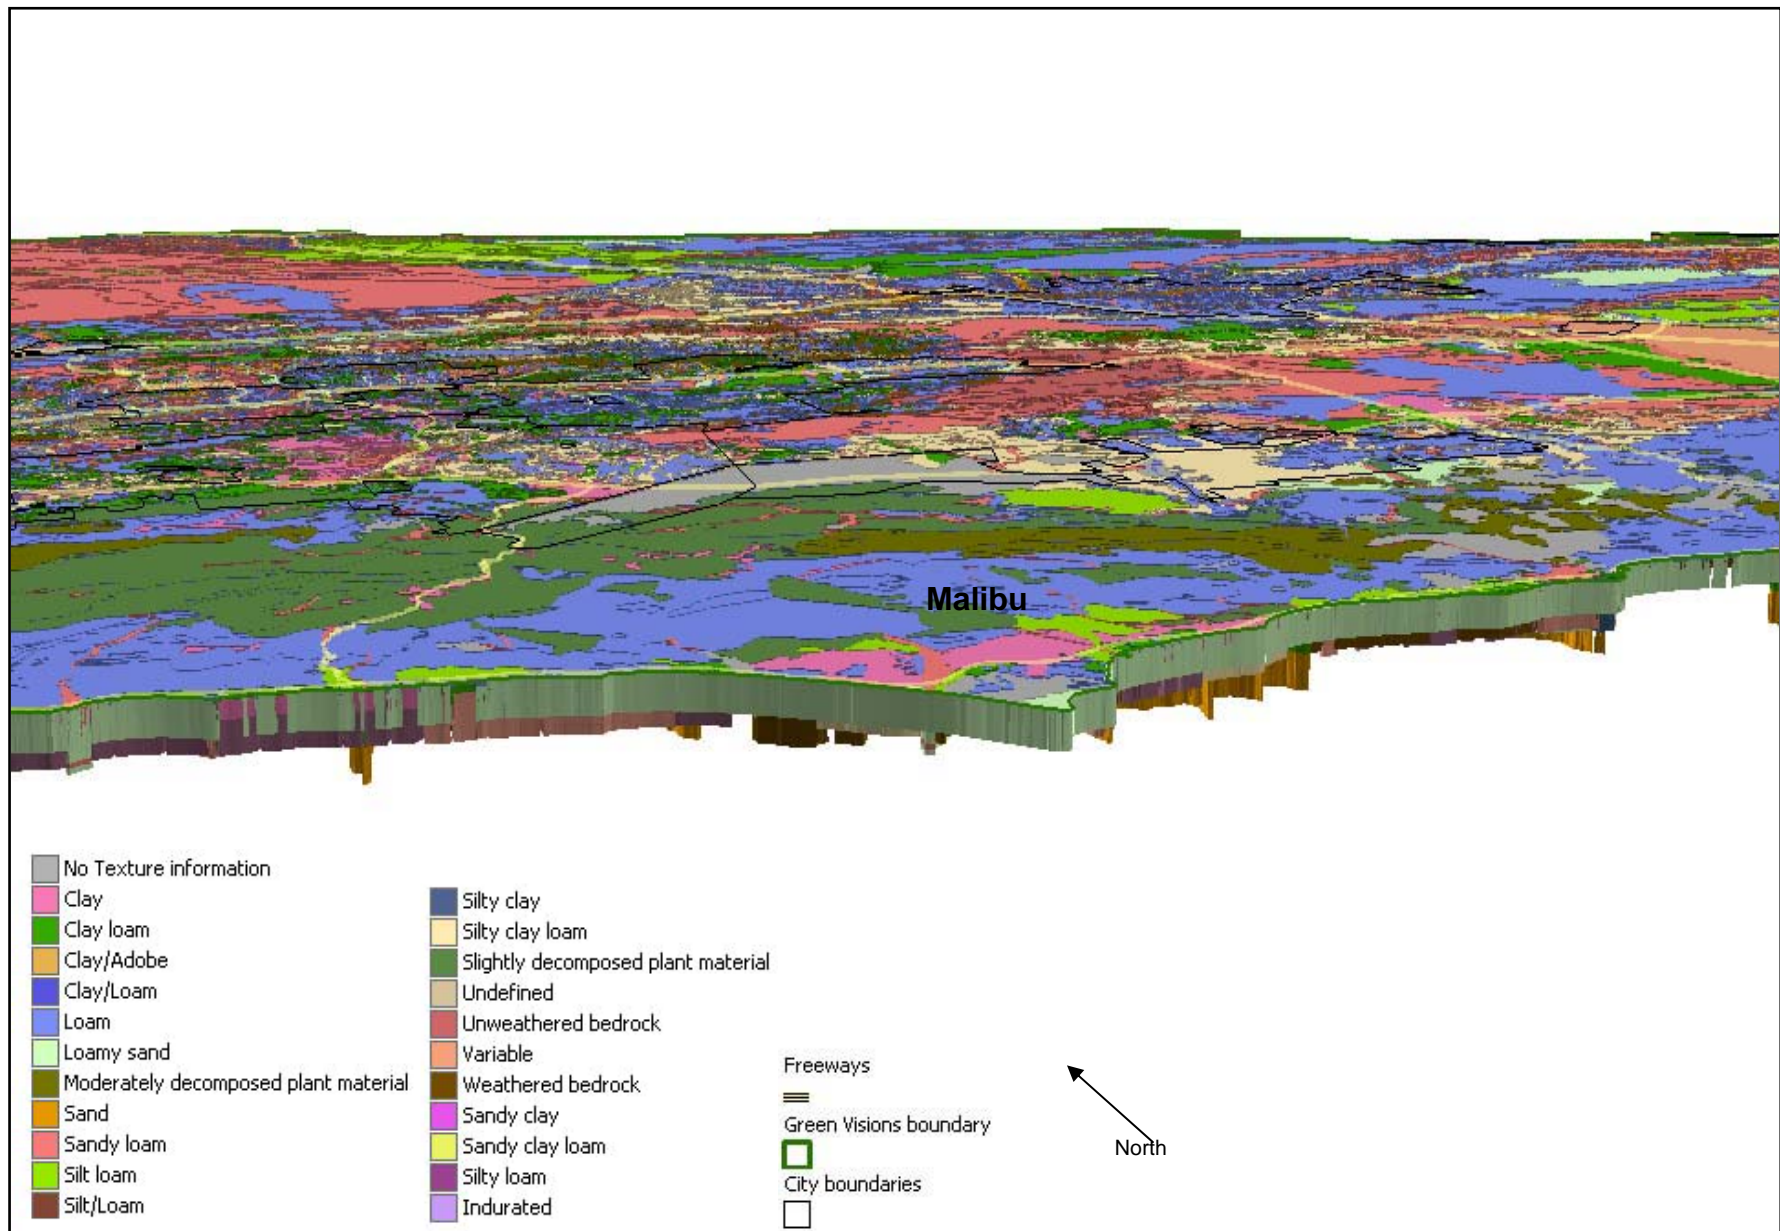 Malibu
No Texture information
Clay
Clay loam
Clay/Adobe
Clay/Loam
Loam
Loamy sand
Moderately decomposed plant material
Sand
Sandy loam
Silt loam
Silt/Loam
Silty clay
Silty clay loam
Slightly decomposed plant material
Undefined
Unweathered bedrock
Variable
Weathered bedrock
Sandy clay
Sandy clay loam
Silty loam
Indurated
Freeways
Green Visions boundary
City boundaries
North